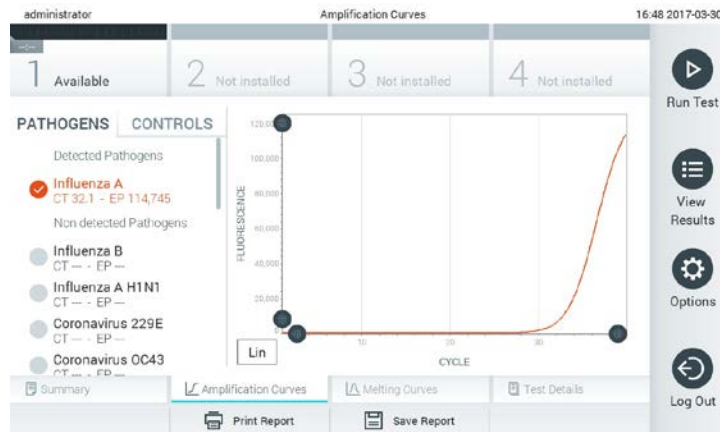 administrator
Amplification Curves
16:48 2017-03-30
1 Available
2 Not installed
3 Not installed
4 Not installed
Run Test
PATHOGENS CONTROLS
Detected Pathogens
Influenza A
CT 32.1 - EP 114,745
Non detected Pathogens
Influenza B
CT --- - EP ---
Influenza A H1N1
CT --- - EP ---
Coronavirus 229E
CT --- - EP ---
Coronavirus OC43
CT --- - EP ---
FLUORESCENCE
120,000
100,000
80,000
60,000
40,000
20,000
0
10
20
30
CYCLE
Lin
View
Results
Options
Log Out
Summary
Amplification Curves
Melting Curves
Test Details
Print Report
Save Report